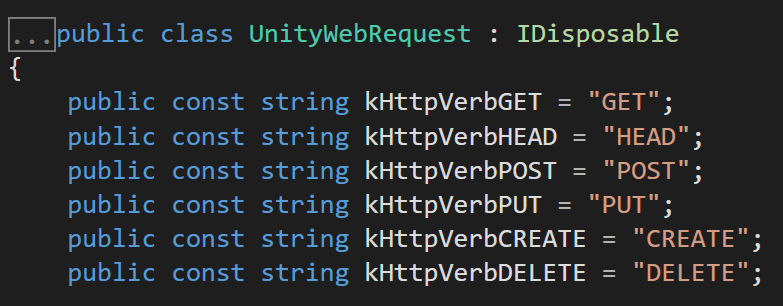 ...public class UnityWebRequest : IDisposable
{
public const string kHttpVerbGET = "GET";
public const string kHttpVerbHEAD = "HEAD";
public const string kHttpVerbPOST = "POST";
public const string kHttpVerbPUT = "PUT";
public const string kHttpVerbCREATE = "CREATE";
public const string kHttpVerbDELETE = "DELETE";